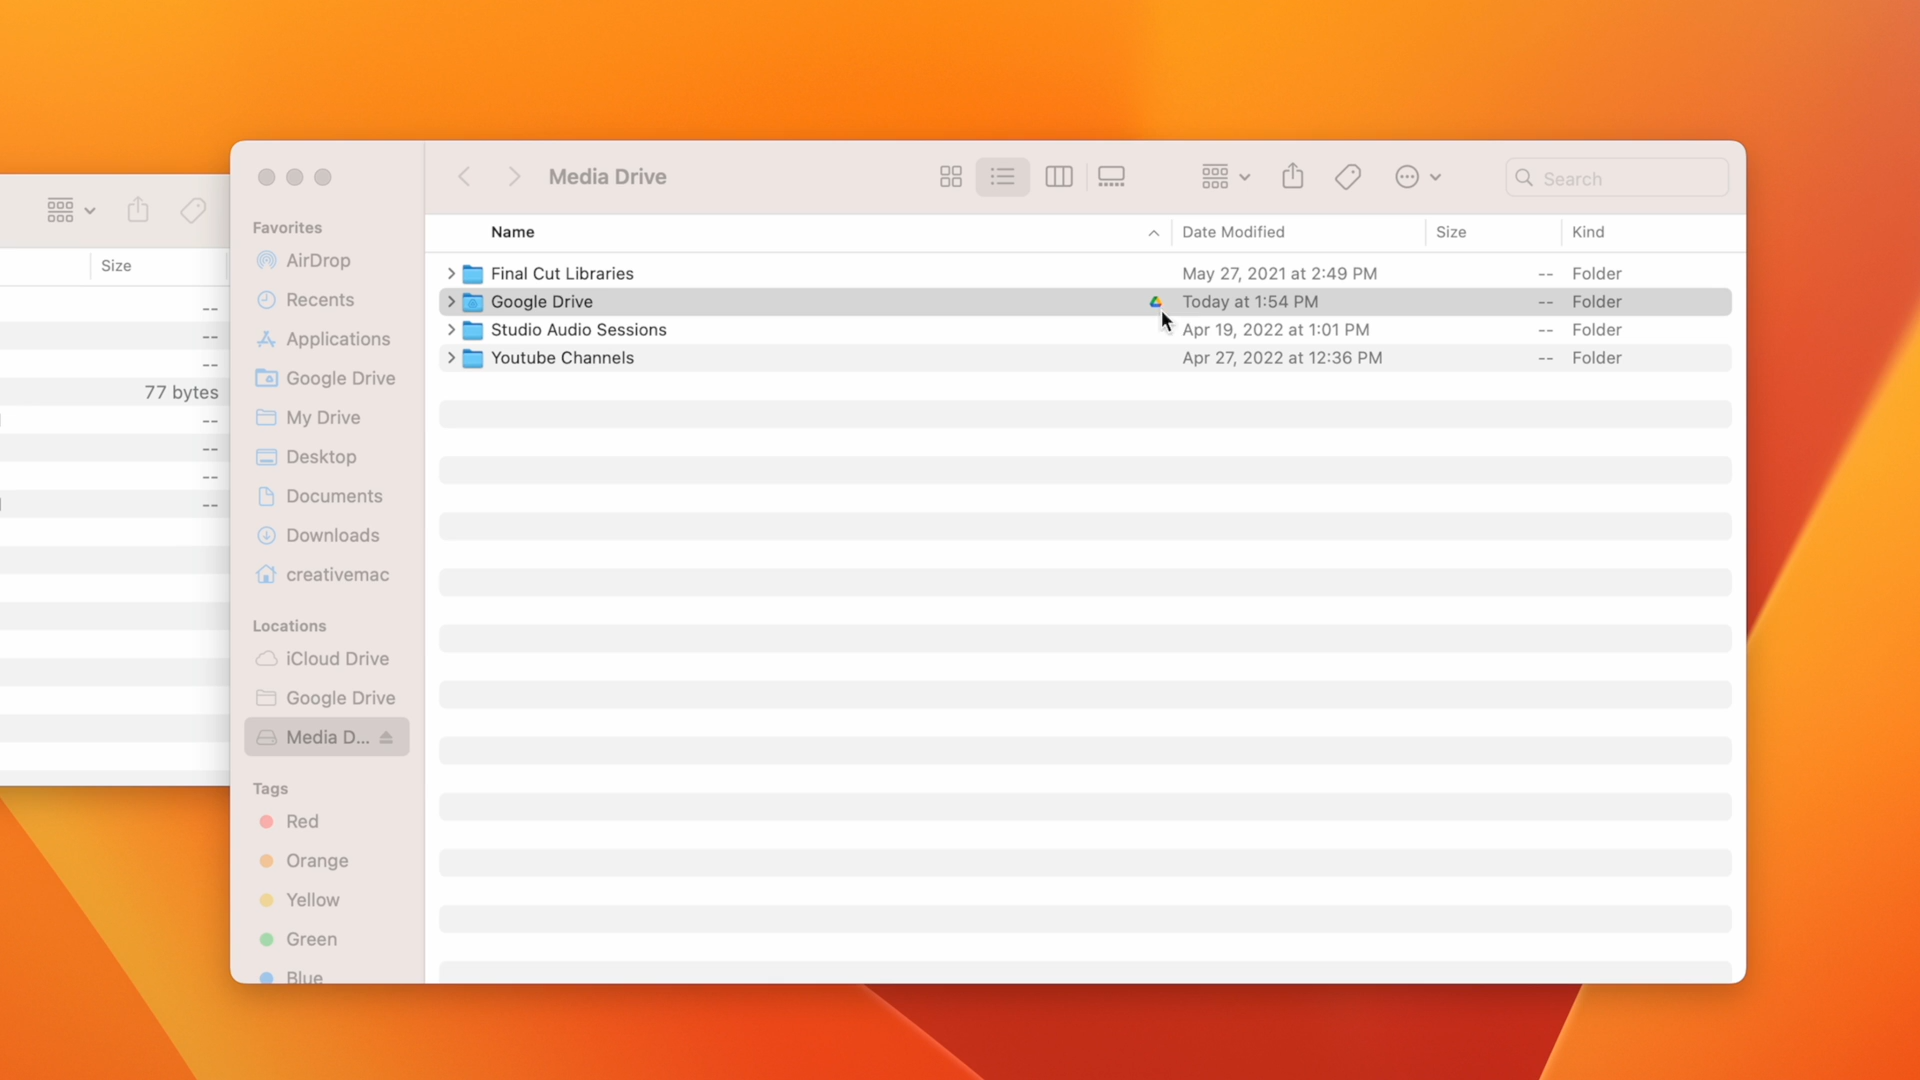 Media Drive
Search
Size
77 bytes
Favorites
AirDrop
Recents
Applications
Google Drive
My Drive
Desktop
Documents
Downloads
creativemac
Locations
iCloud Drive
Google Drive
Media D...
Tags
Red
Orange
Yellow
Green
Blue
Name Date Modified Size Kind
Final Cut Libraries May 27, 2021 at 2:49 PM -- Folder
Google Drive Today at 1:54 PM -- Folder
Studio Audio Sessions Apr 19, 2022 at 1:01 PM -- Folder
Youtube Channels Apr 27, 2022 at 12:36 PM -- Folder